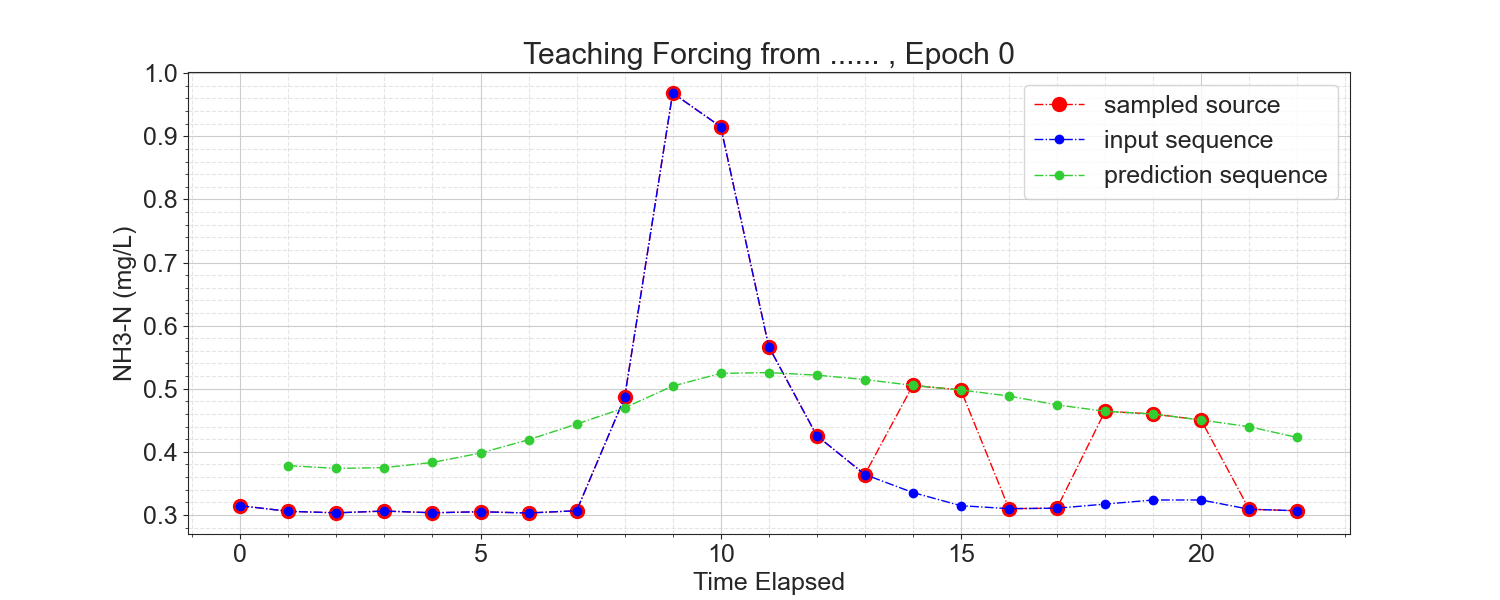 Teaching Forcing from ...... , Epoch 0
1.0
0.9
0.8
0.7
0.6
0.5
0.4
0.3
NH3-N (mg/L)
sampled source
input sequence
prediction sequence
0 5 10 15 20
Time Elapsed